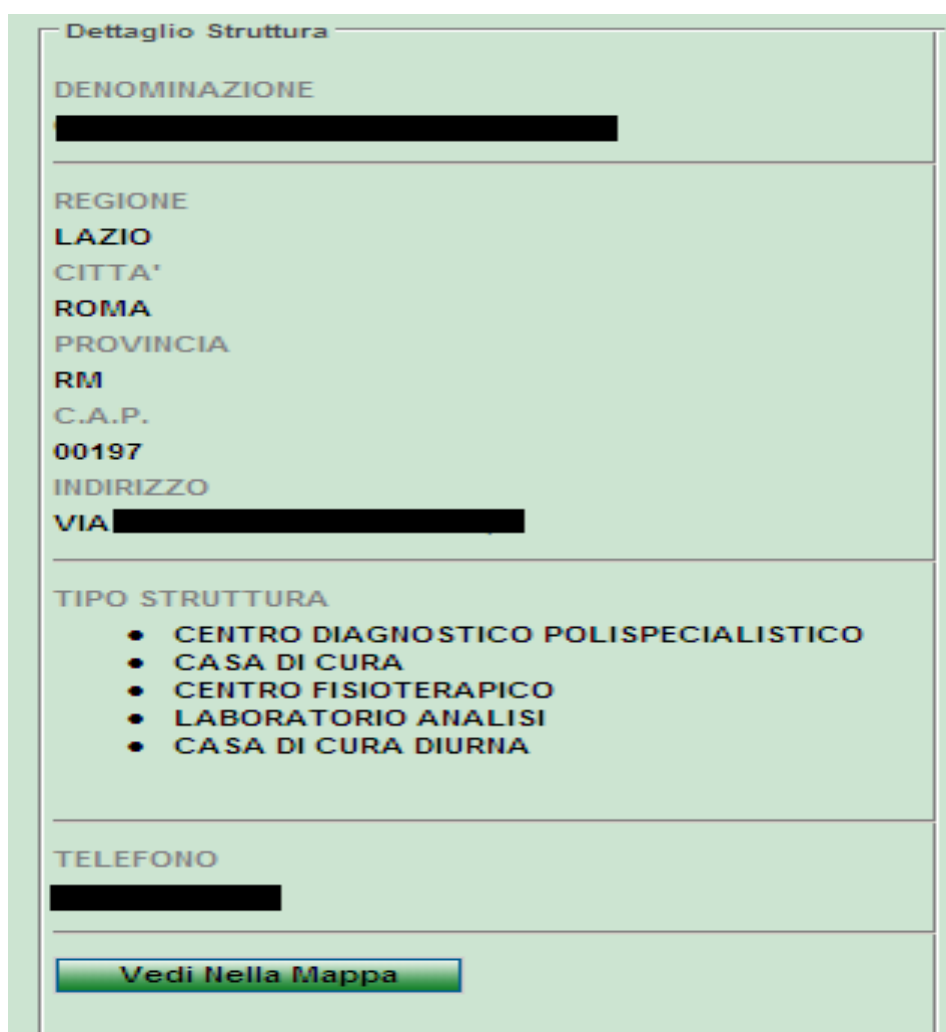 Dettaglio Struttura
DENOMINAZIONE
REGIONE
LAZIO
CITTA'
ROMA
PROVINCIA
RM
C.A.P.
00197
INDIRIZZO
VIA
TIPO STRUTTURA
• CENTRO DIAGNOSTICO POLISPECIALISTICO
• CASA DI CURA
• CENTRO FISIOTERAPICO
• LABORATORIO ANALISI
• CASA DI CURA DIURNA
TELEFONO
Vedi Nella Mappa